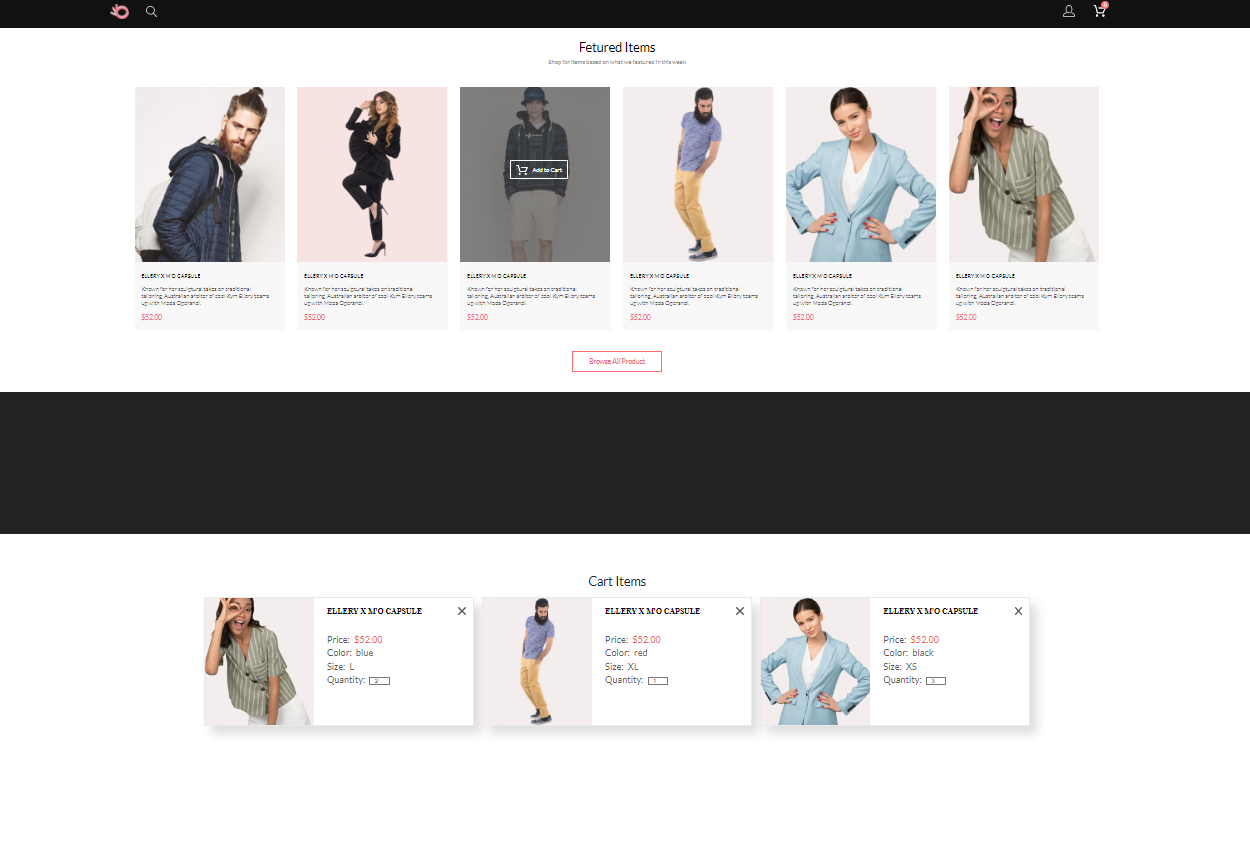 Fetured Items
Shop for items based on what we featured in this week
Add to Cart
ELLERY X M'O CAPSULE
Known for her sculptural takes on traditional
tailoring, Australian arbiter of cool Kym Ellery teams
up with Moda Operandi.
$52.00
ELLERY X M'O CAPSULE
Known for her sculptural takes on traditional
tailoring, Australian arbiter of cool Kym Ellery teams
up with Moda Operandi.
$52.00
ELLERY X M'O CAPSULE
Known for her sculptural takes on traditional
tailoring, Australian arbiter of cool Kym Ellery teams
up with Moda Operandi.
$52.00
ELLERY X M'O CAPSULE
Known for her sculptural takes on traditional
tailoring, Australian arbiter of cool Kym Ellery teams
up with Moda Operandi.
$52.00
ELLERY X M'O CAPSULE
Known for her sculptural takes on traditional
tailoring, Australian arbiter of cool Kym Ellery teams
up with Moda Operandi.
$52.00
ELLERY X M'O CAPSULE
Known for her sculptural takes on traditional
tailoring, Australian arbiter of cool Kym Ellery teams
up with Moda Operandi.
$52.00
Browse All Product
Cart Items
ELLERY X M'O CAPSULE
Price: $52.00
Color: blue
Size: L
Quantity: 2
ELLERY X M'O CAPSULE
Price: $52.00
Color: red
Size: XL
Quantity: 1
ELLERY X M'O CAPSULE
Price: $52.00
Color: black
Size: XS
Quantity: 3